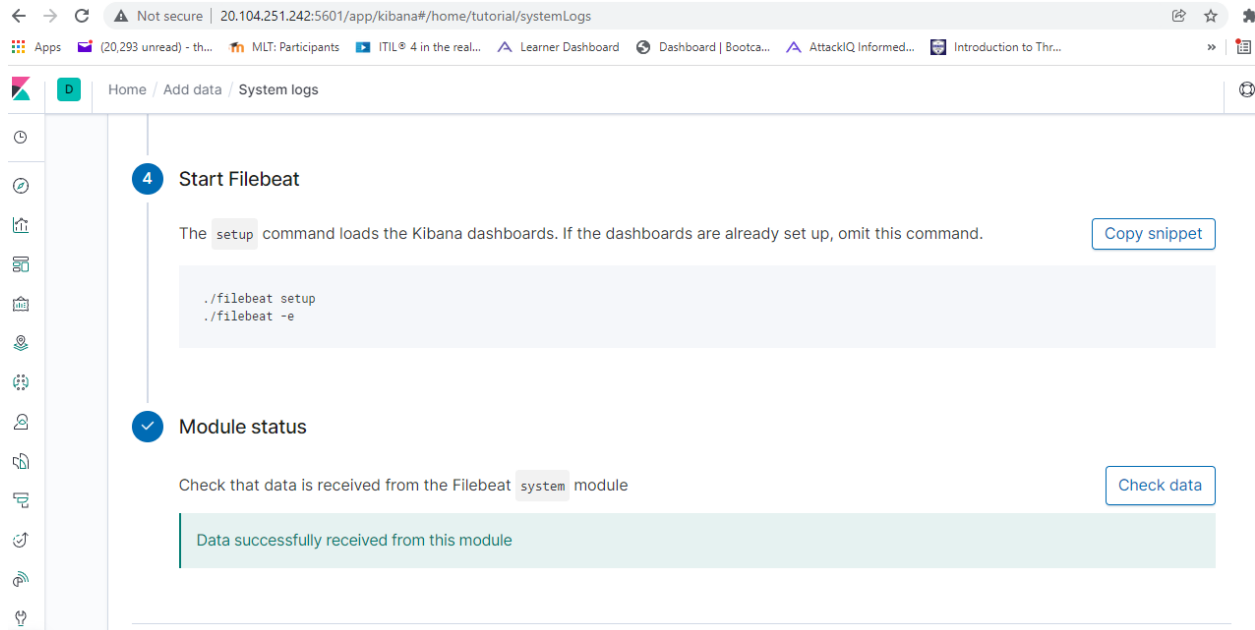 Not secure | 20.104.251.242:5601/app/kibana#/home/tutorial/systemLogs
Apps (20,293 unread) - th... MLT: Participants ITIL® 4 in the real... Learner Dashboard Dashboard | Bootca... AttackIQ Informed... Introduction to Thr... »
D Home / Add data / System logs
4 Start Filebeat
The setup command loads the Kibana dashboards. If the dashboards are already set up, omit this command. Copy snippet
./filebeat setup
./filebeat -e
Module status
Check that data is received from the Filebeat system module Check data
Data successfully received from this module